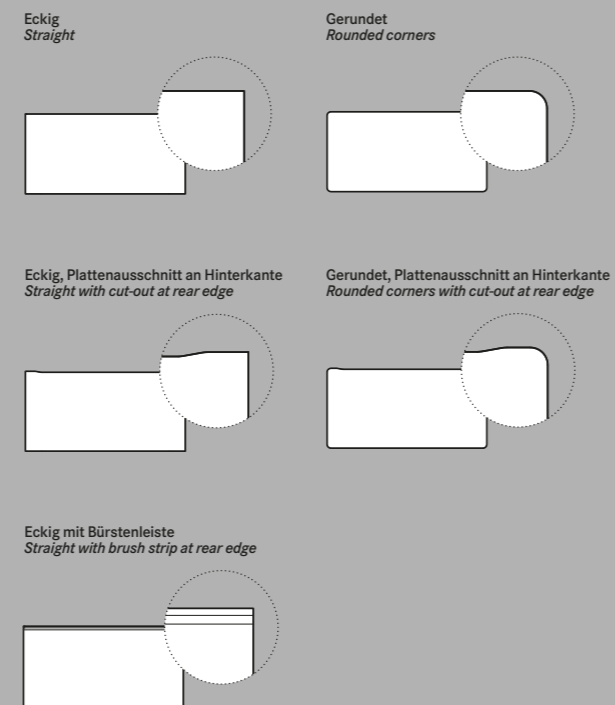 Eckig
Straight
Gerundet
Rounded corners
Eckig, Plattenausschnitt an Hinterkante
Straight with cut-out at rear edge
Gerundet, Plattenausschnitt an Hinterkante
Rounded corners with cut-out at rear edge
Eckig mit Bürstenleiste
Straight with brush strip at rear edge